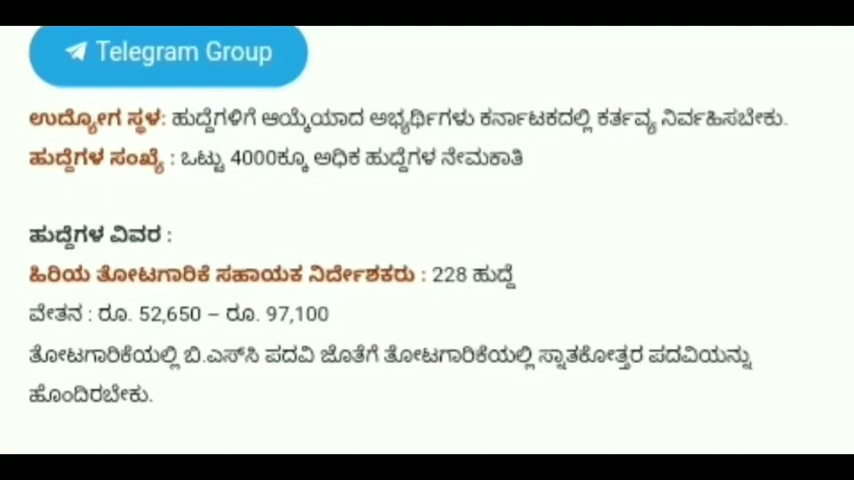 Telegram Group
ಉದ್ಯೋಗ ಸ್ಥಳ: ಹುದ್ದೆಗಳಿಗೆ ಆಯ್ಕೆಯಾದ ಅಭ್ಯರ್ಥಿಗಳು ಕರ್ನಾಟಕದಲ್ಲಿ ಕರ್ತವ್ಯ ನಿರ್ವಹಿಸಬೇಕು.
ಹುದ್ದೆಗಳ ಸಂಖ್ಯೆ : ಒಟ್ಟು 4000ಕ್ಕೂ ಅಧಿಕ ಹುದ್ದೆಗಳ ನೇಮಕಾತಿ
ಹುದ್ದೆಗಳ ವಿವರ :
ಹಿರಿಯ ತೋಟಗಾರಿಕೆ ಸಹಾಯಕ ನಿರ್ದೇಶಕರು : 228 ಹುದ್ದೆ
ವೇತನ : ರೂ. 52,650 – ರೂ. 97,100
ತೋಟಗಾರಿಕೆಯಲ್ಲಿ ಬಿ.ಎಸ್‌ಸಿ ಪದವಿ ಜೊತೆಗೆ ತೋಟಗಾರಿಕೆಯಲ್ಲಿ ಸ್ನಾತಕೋತ್ತರ ಪದವಿಯನ್ನು
ಹೊಂದಿರಬೇಕು.